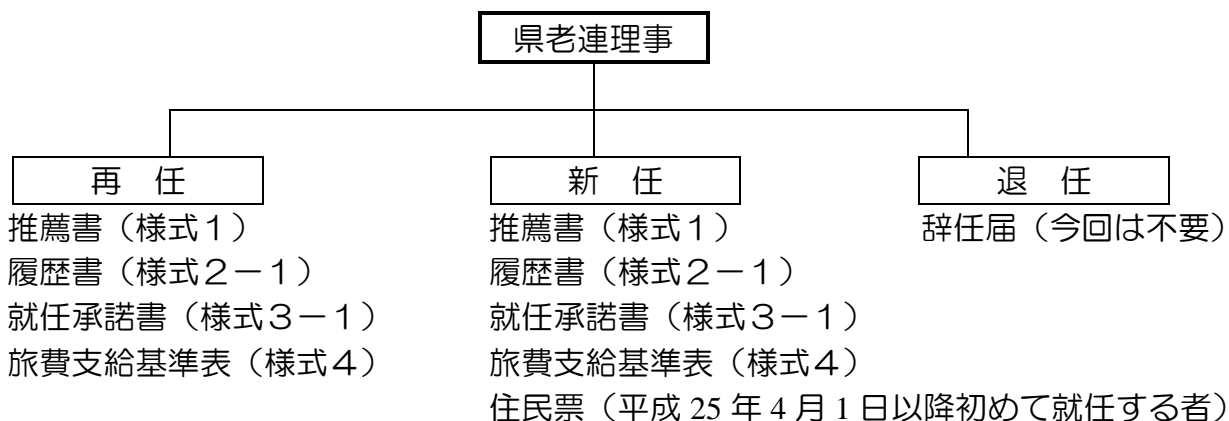 県老連理事
再　任
推薦書（様式１）
履歴書（様式２－１）
就任承諾書（様式３－１）
旅費支給基準表（様式４）
新　任
推薦書（様式１）
履歴書（様式２－１）
就任承諾書（様式３－１）
旅費支給基準表（様式４）
住民票（平成 25 年 4 月 1 日以降初めて就任する者）
退　任
辞任届（今回は不要）